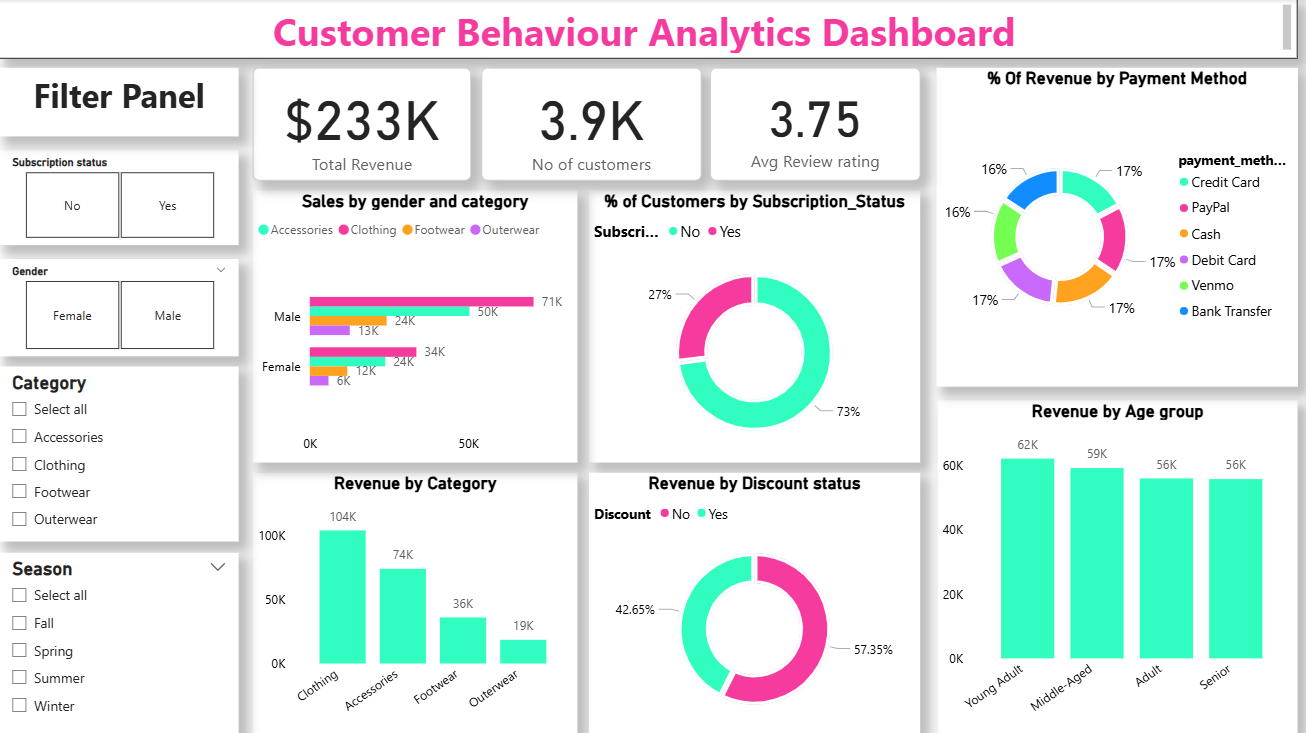 Customer Behaviour Analytics Dashboard
Filter Panel
Subscription status
No
Yes
Gender
Female
Male
Category
Select all
Accessories
Clothing
Footwear
Outerwear
Season
Select all
Fall
Spring
Summer
Winter
$233K
Total Revenue
3.9K
No of customers
3.75
Avg Review rating
Sales by gender and category
Accessories Clothing Footwear Outerwear
Male
71K
50K
24K
13K
Female
34K
24K
12K
6K
0K 50K
% of Customers by Subscription_Status
Subscri... No Yes
27%
73%
% Of Revenue by Payment Method
payment_meth...
Credit Card
PayPal
Cash
Debit Card
Venmo
Bank Transfer
16%
17%
16%
17%
17%
17%
Revenue by Category
104K
100K
74K
50K
36K
19K
0K
Clothing Accessories Footwear Outerwear
Revenue by Discount status
Discount No Yes
42.65%
57.35%
Revenue by Age group
62K
59K
56K
56K
60K
40K
20K
0K
Young Adult Middle-Aged Adult Senior